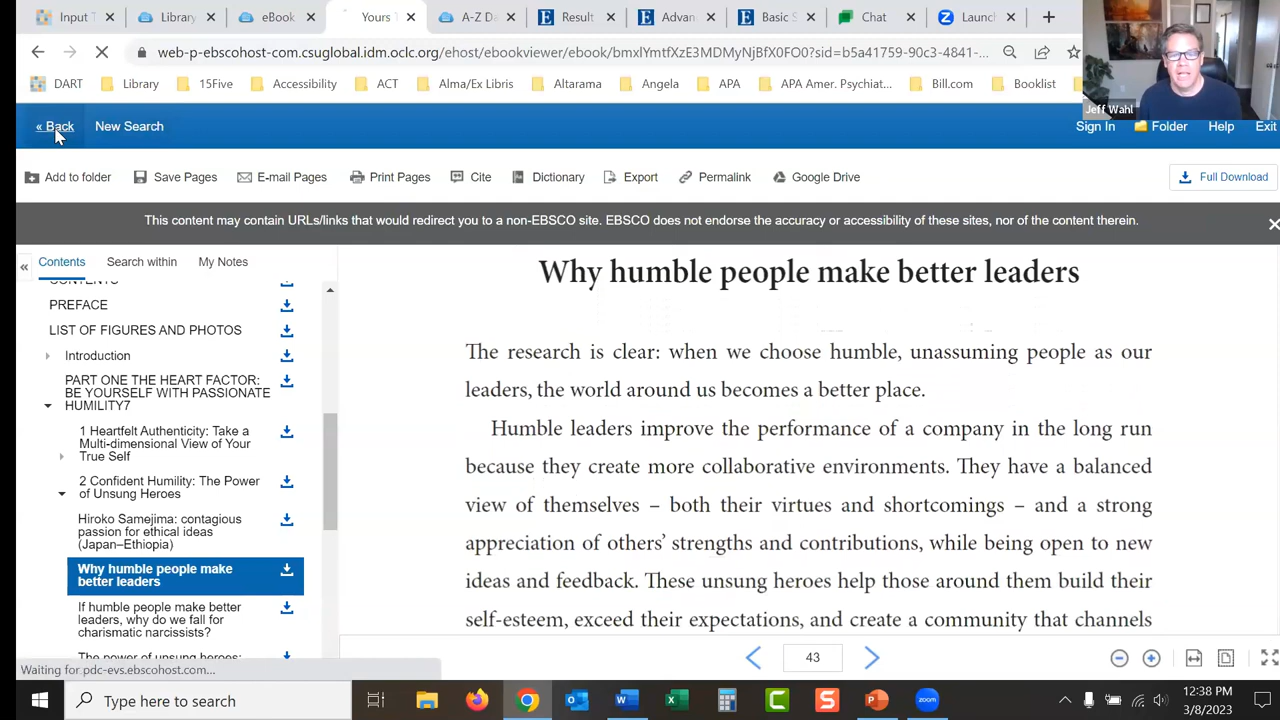 Input T
Library
eBook
Yours T
A-Z Da
Result
Advan
Basic S
Chat
Launc
web-p-ebscohost-com.csuglobal.idm.oclc.org/ehost/ebookviewer/ebook/bmxlYmtfXzE3MDMyNjBfX0FO0?sid=b5a41759-90c3-4841-...
DART
Library
15Five
Accessibility
ACT
Alma/ExLibris
Altarama
Angela
APA
APA Amer. Psychiat...
Bill.com
Booklist
Jeff Wahl
« Back
New Search
Sign In
Folder
Help
Exit
Add to folder
Save Pages
E-mail Pages
Print Pages
Cite
Dictionary
Export
Permalink
Google Drive
Full Download
This content may contain URLs/links that would redirect you to a non-EBSCO site. EBSCO does not endorse the accuracy or accessibility of these sites, nor of the content therein.
Contents
Search within
My Notes
CONTENTS
PREFACE
LIST OF FIGURES AND PHOTOS
Introduction
PART ONE THE HEART FACTOR:
BE YOURSELF WITH PASSIONATE
HUMILITY7
1 Heartfelt Authenticity: Take a
Multi-dimensional View of Your
True Self
2 Confident Humility: The Power
of Unsung Heroes
Hiroko Samejima: contagious
passion for ethical ideas
(Japan–Ethiopia)
Why humble people make
better leaders
If humble people make better
leaders, why do we fall for
charismatic narcissists?
The power of unsung heroes:
Why humble people make better leaders
The research is clear: when we choose humble, unassuming people as our
leaders, the world around us becomes a better place.
Humble leaders improve the performance of a company in the long run
because they create more collaborative environments. They have a balanced
view of themselves – both their virtues and shortcomings – and a strong
appreciation of others’ strengths and contributions, while being open to new
ideas and feedback. These unsung heroes help those around them build their
self-esteem, exceed their expectations, and create a community that channels
43
Waiting for pdc-evs.ebscohost.com...
Type here to search
zoom
12:38 PM
3/8/2023